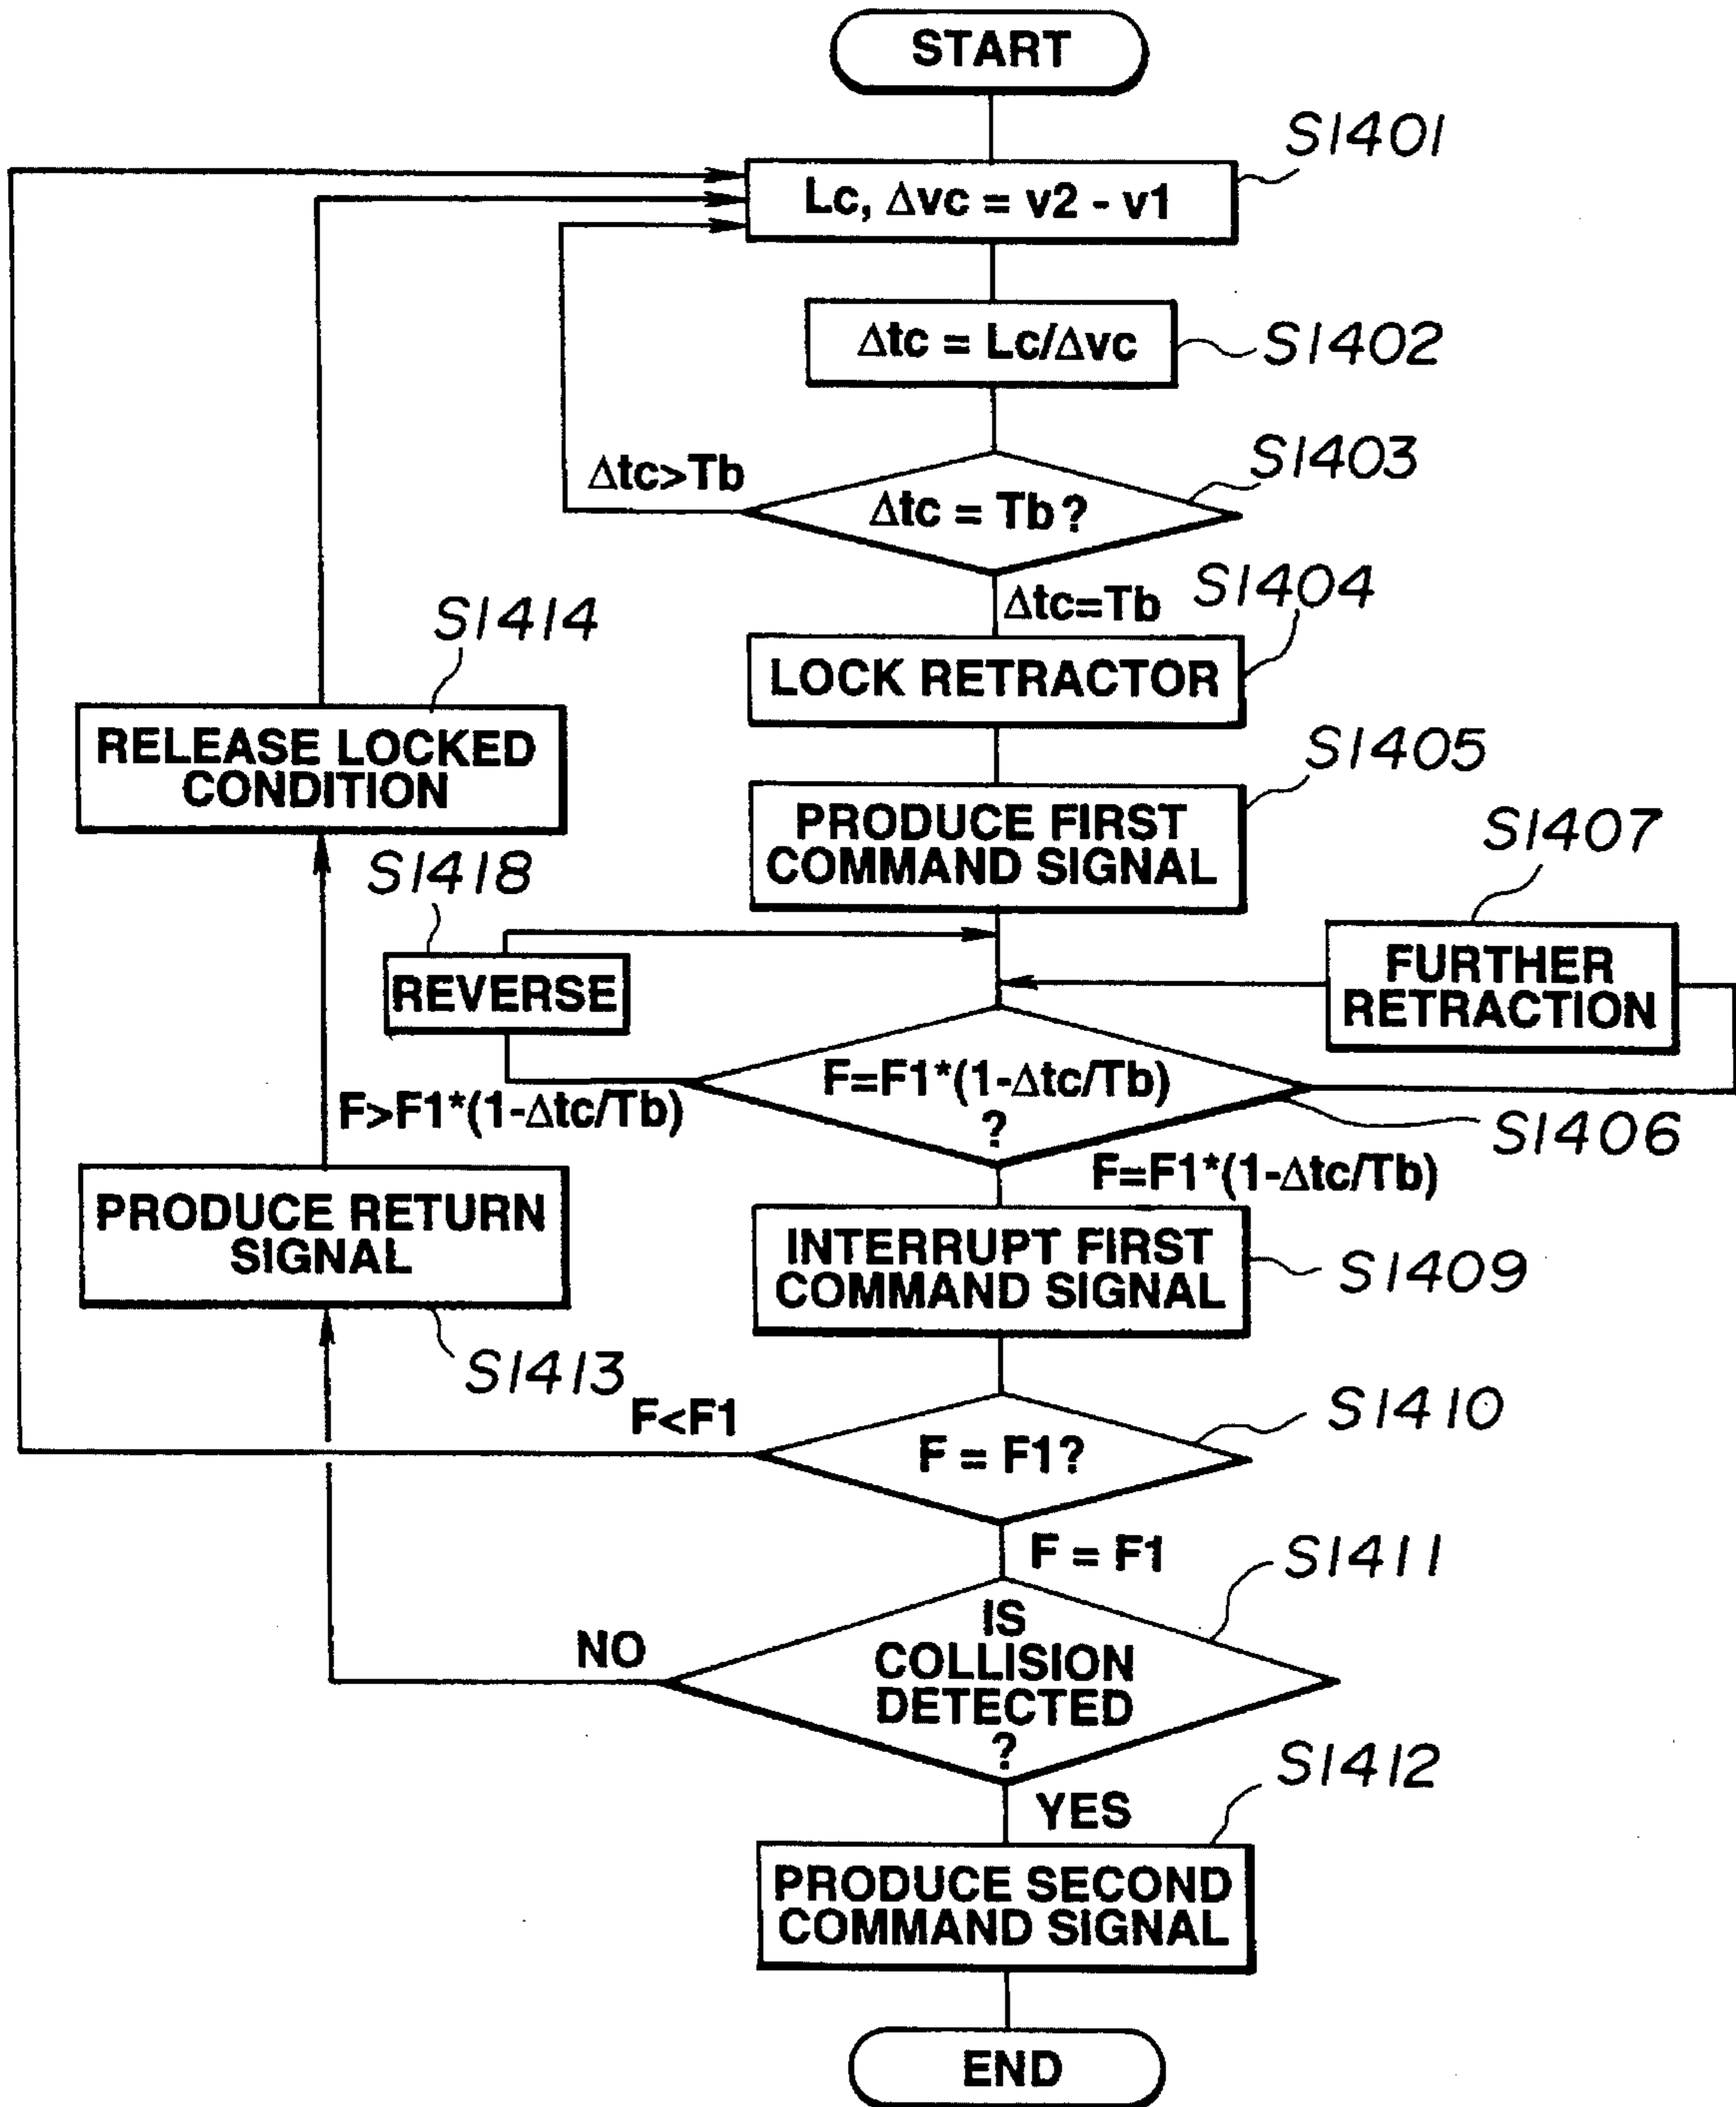 START
S1401
Lc, Δvc = v2 - v1
Δtc = Lc/Δvc
S1402
S1403
Δtc>Tb
Δtc = Tb?
Δtc=Tb
S1404
LOCK RETRACTOR
S1414
RELEASE LOCKED
CONDITION
S1405
PRODUCE FIRST
COMMAND SIGNAL
S1407
S1418
REVERSE
FURTHER
RETRACTION
F=F1*(1-Δtc/Tb)
?
F>F1*(1-Δtc/Tb)
S1406
F=F1*(1-Δtc/Tb)
PRODUCE RETURN
SIGNAL
S1413
INTERRUPT FIRST
COMMAND SIGNAL
S1409
F<F1
S1410
F = F1?
F = F1
S1411
IS
COLLISION
DETECTED
?
NO
YES
S1412
PRODUCE SECOND
COMMAND SIGNAL
END